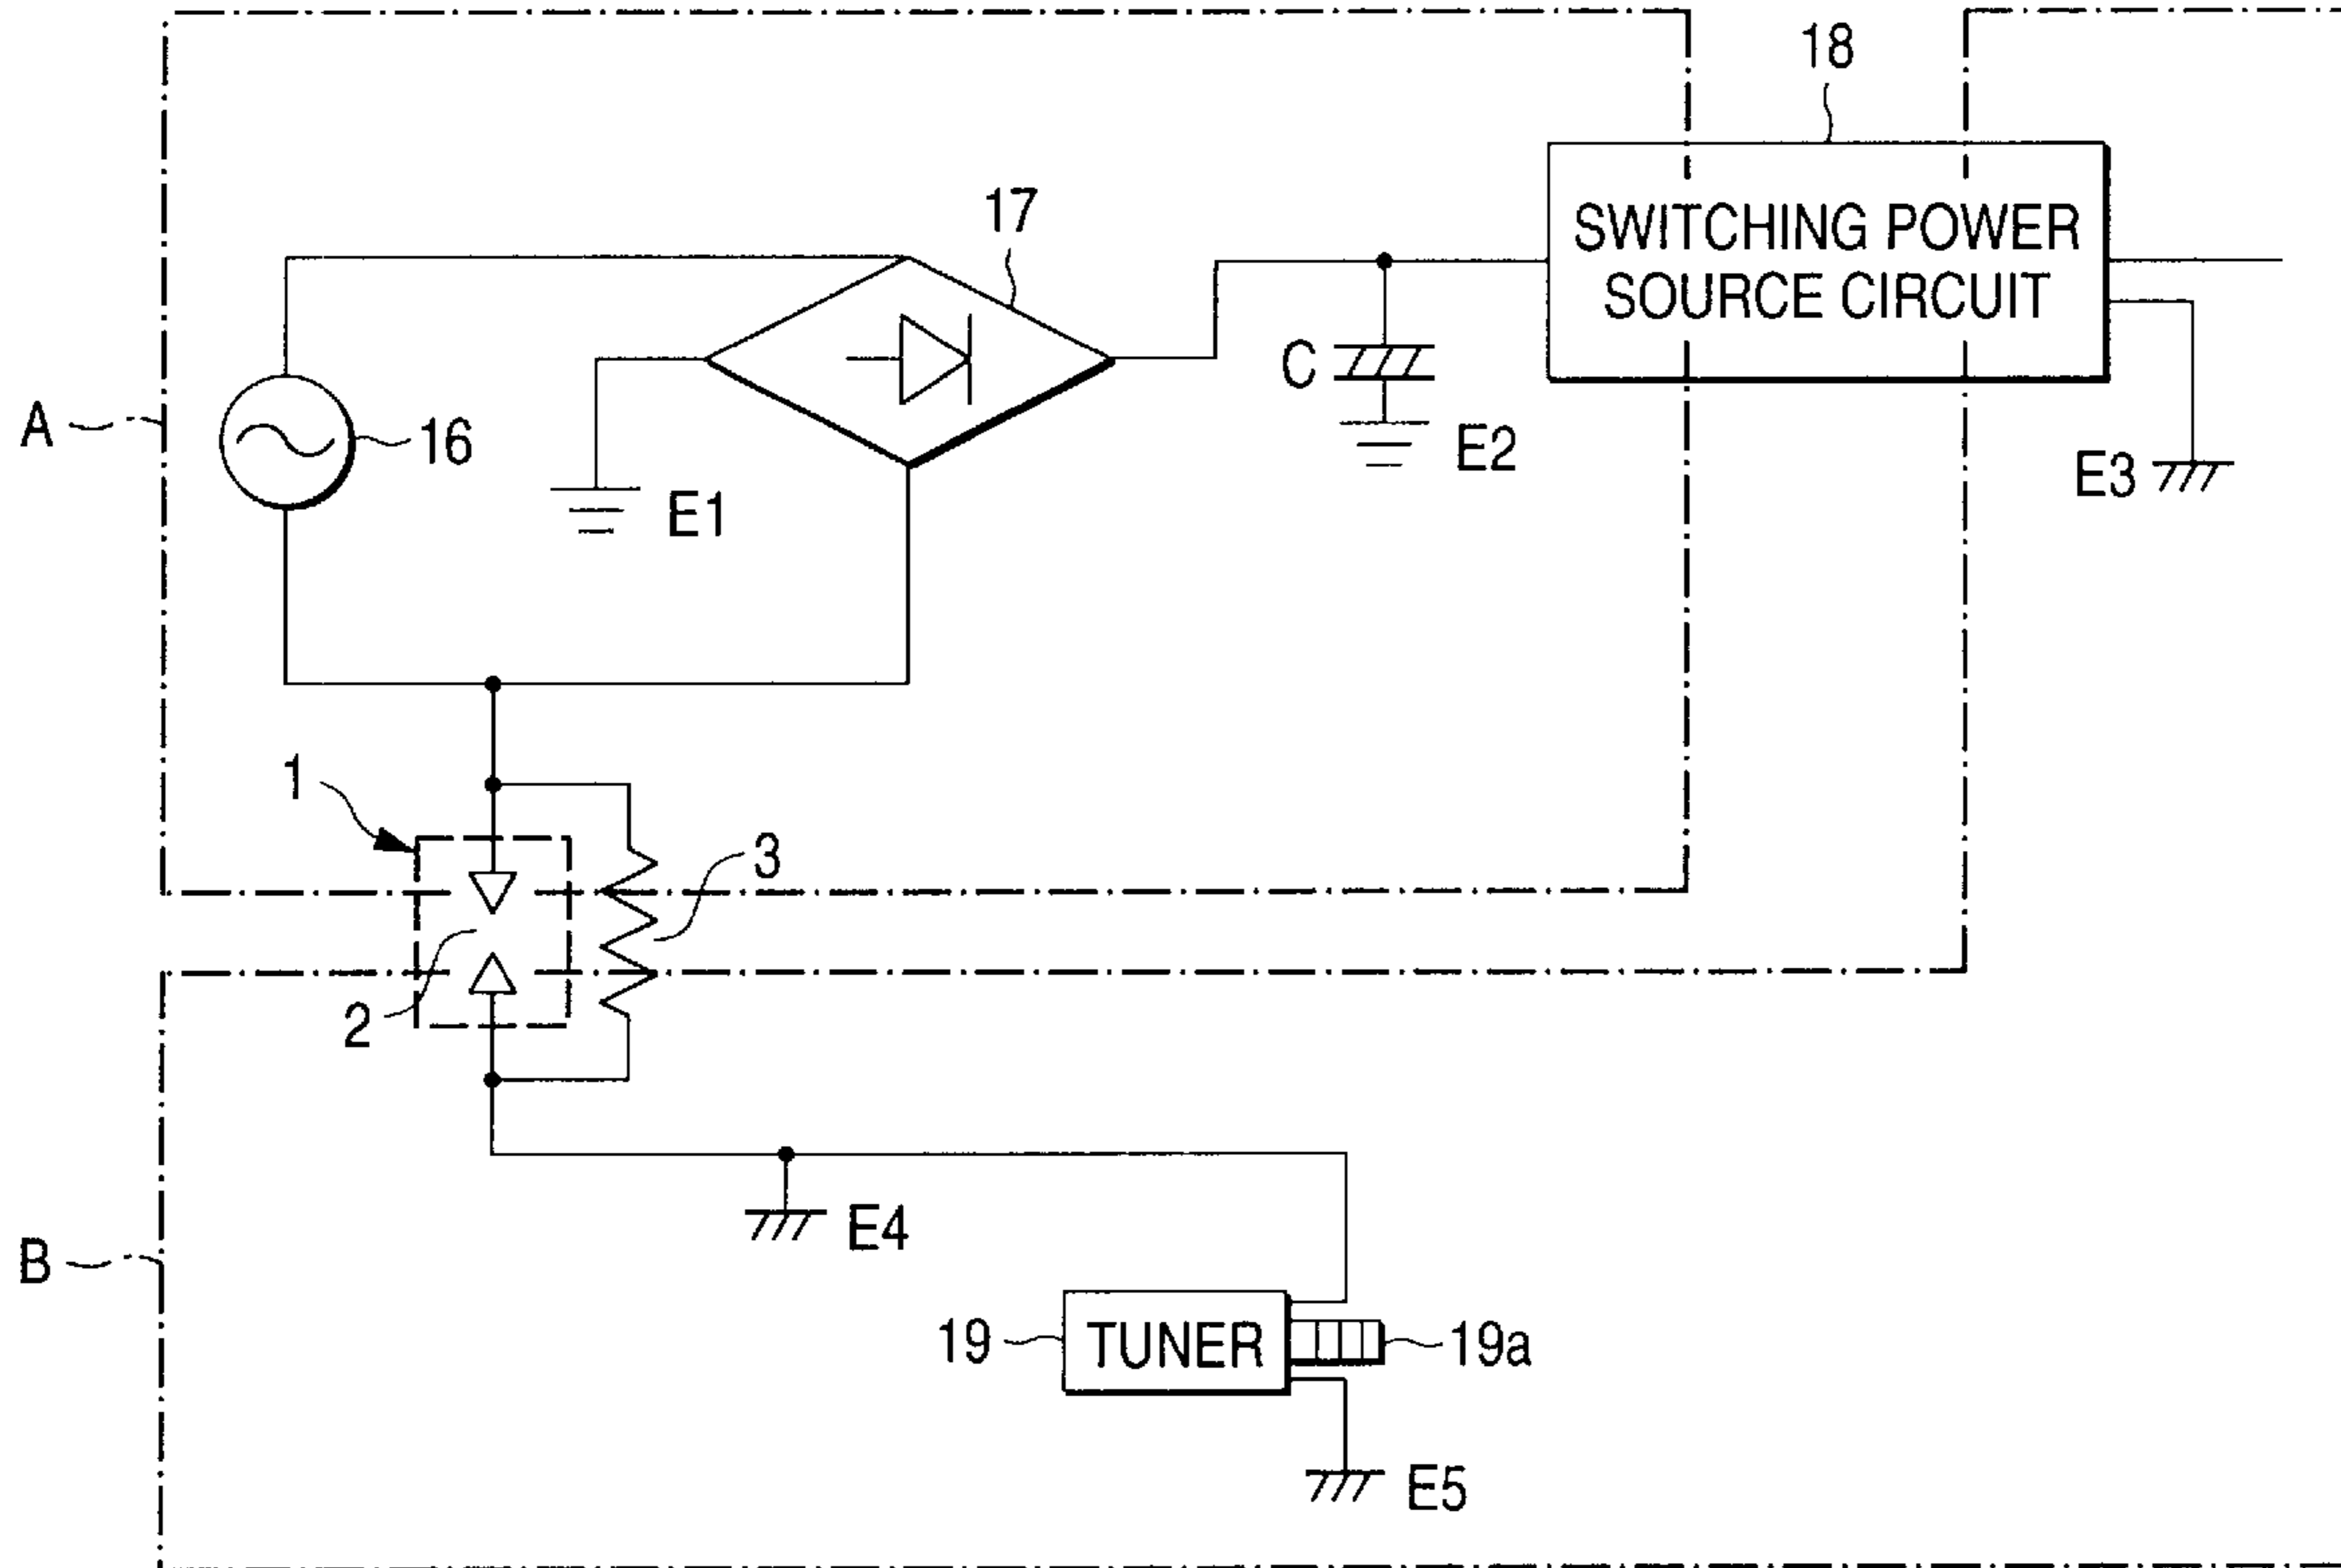 18
17
SWITCHING POWER
SOURCE CIRCUIT
C
A
16
E2
E3
E1
1
3
2
E4
B
19
TUNER
19a
E5